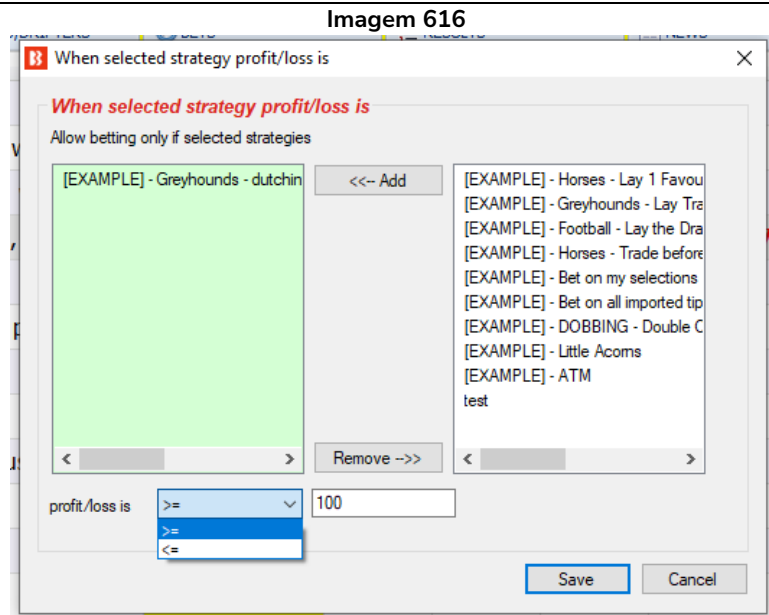 Imagem 616
BETS
RESULTS
NEWS
When selected strategy profit/loss is
When selected strategy profit/loss is
Allow betting only if selected strategies
[EXAMPLE] - Greyhounds - dutchin
<<-- Add
[EXAMPLE] - Horses - Lay 1 Favou
[EXAMPLE] - Greyhounds - Lay Tra
[EXAMPLE] - Football - Lay the Dra
[EXAMPLE] - Horses - Trade before
[EXAMPLE] - Bet on my selections
[EXAMPLE] - Bet on all imported tip
[EXAMPLE] - DOBBING - Double C
[EXAMPLE] - Little Acorns
[EXAMPLE] - ATM
test
Remove -->>
profit/loss is
>=
100
>=
<=
Save
Cancel